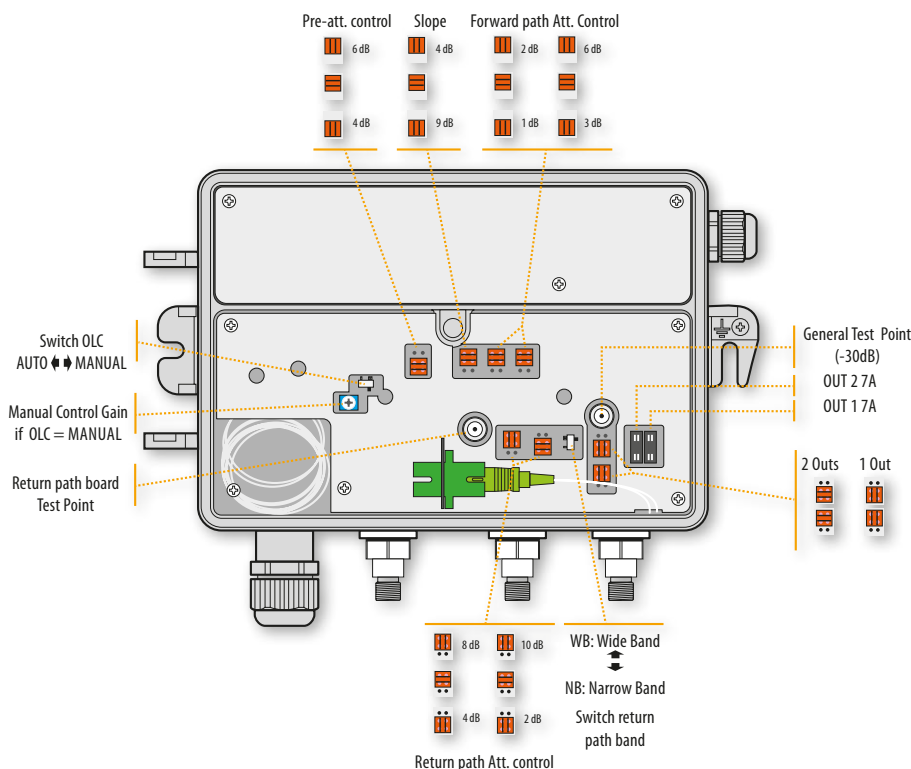 Pre-att. control
Slope
Forward path Att. Control
6 dB
4 dB
2 dB
6 dB
4 dB
9 dB
1 dB
3 dB
Switch OLC
AUTO MANUAL
Manual Control Gain
if OLC = MANUAL
Return path board
Test Point
General Test Point
(-30dB)
OUT 2 7A
OUT 1 7A
2 Outs
1 Out
8 dB
10 dB
4 dB
2 dB
Return path Att. control
WB: Wide Band
NB: Narrow Band
Switch return
path band